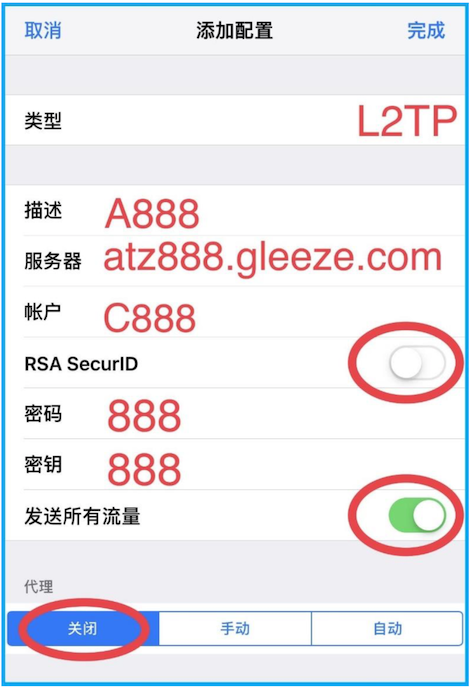 取消 添加配置 完成
类型 L2TP
描述 A888
服务器 atz888.gleeze.com
帐户 C888
RSA SecurID
密码 888
密钥 888
发送所有流量
代理
关闭 手动 自动